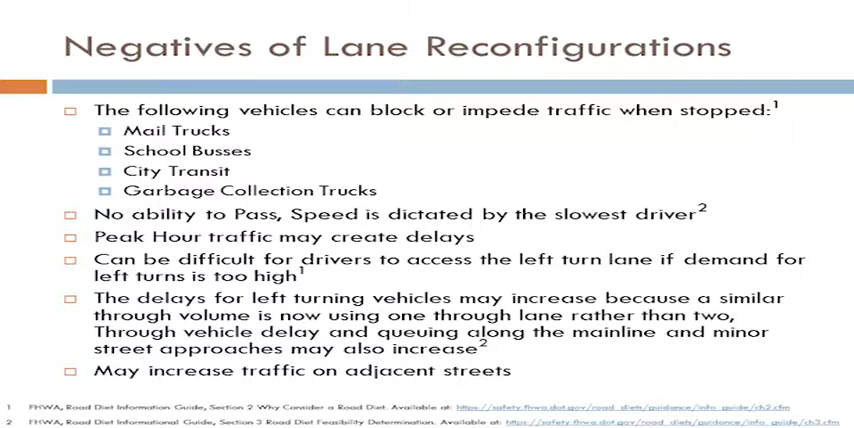 Negatives of Lane Reconfigurations
The following vehicles can block or impede traffic when stopped:1
Mail Trucks
School Busses
City Transit
Garbage Collection Trucks
No ability to Pass, Speed is dictated by the slowest driver2
Peak Hour traffic may create delays
Can be difficult for drivers to access the left turn lane if demand for
left turns is too high1
The delays for left turning vehicles may increase because a similar
through volume is now using one through lane rather than two,
Through vehicle delay and queuing along the mainline and minor
street approaches may also increase2
May increase traffic on adjacent streets
1 FHWA, Road Diet Information Guide, Section 2 Why Consider a Road Diet. Available at: https://safety.fhwa.dot.gov/road_diets/guidance/info_guide/ch2.cfm
2 FHWA, Road Diet Informational Guide, Section 3 Road Diet Feasibility Determination. Available at: https://safety.fhwa.dot.gov/road_diets/guidance/info_guide/ch3.cfm